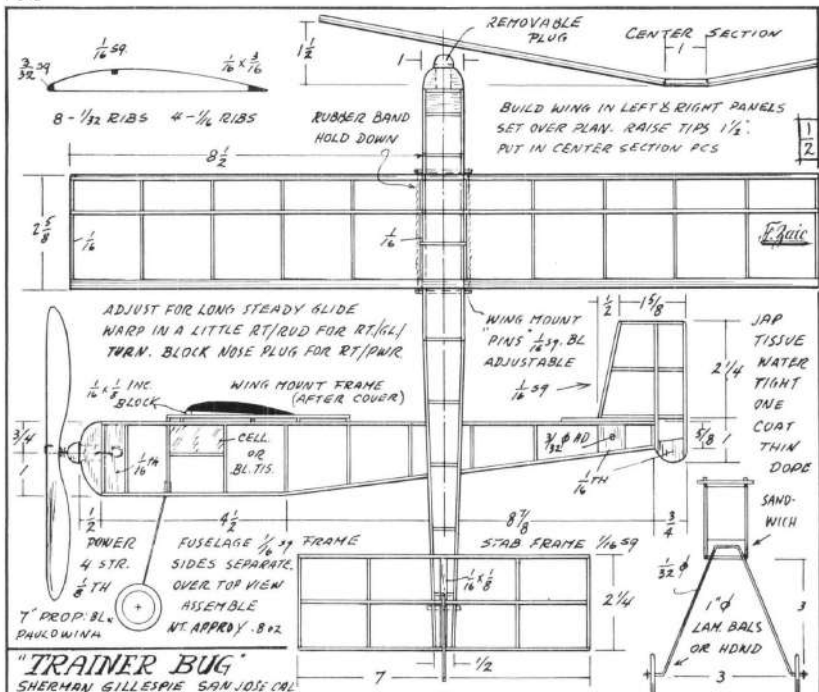 REMOVABLE
PLUG
CENTER SECTION
1
1 1/2
1
1/16 SQ.
3/32 SQ
1/16 x 3/16
8 - 1/32 RIBS 4 - 1/16 RIBS
RUBBER BAND
HOLD DOWN
BUILD WING IN LEFT & RIGHT PANELS
SET OVER PLAN. RAISE TIPS 1 1/2".
PUT IN CENTER SECTION PCS
1/2
8 1/2
2 5/8
1/16
1/16
F. Zaic
ADJUST FOR LONG STEADY GLIDE
WARP IN A LITTLE RT/RUD FOR RT/GL/
TURN. BLOCK NOSE PLUG FOR RT/PWR
WING MOUNT
"PINS" 1/16 SQ. BL
ADJUSTABLE
1/16 SQ
1/2
1 5/8
2 1/4
1
5/8
JAP
TISSUE
WATER
TIGHT
ONE
COAT
THIN
DOPE
1/16 x 1/8 INC.
BLOCK
WING MOUNT FRAME
(AFTER COVER)
3/4
1
1/16 TH
CELL.
OR
BL. TIS.
3/32 φ AD
1/16 TH
1/2
4 1/2
8 7/8
3/4
SAND-
WICH
POWER
4 STR.
1/8 TH
FUSELAGE 1/16 SQ FRAME
SIDES SEPARATE.
OVER TOP VIEW
ASSEMBLE
WT. APPROX .8 OZ
STAB FRAME 1/16 SQ
1/16 x 1/8
2 1/4
1/32 φ
3
1" φ
LAM. BALS
OR HDWD
3
7" PROP: BL.
PAULOWINA
7
1/2
"TRAINER BUG"
SHERMAN GILLESPIE SAN JOSE CAL